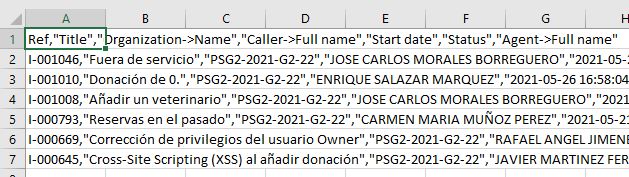 A B C D E F G H
1 Ref,"Title","Organization->Name","Caller->Full name","Start date","Status","Agent->Full name"
2 I-001046,"Fuera de servicio","PSG2-2021-G2-22","JOSE CARLOS MORALES BORREGUERO","2021-05-
3 I-001010,"Donación de 0.","PSG2-2021-G2-22","ENRIQUE SALAZAR MARQUEZ","2021-05-26 16:58:04
4 I-001008,"Añadir un veterinario","PSG2-2021-G2-22","JOSE CARLOS MORALES BORREGUERO","2021
5 I-000793,"Reservas en el pasado","PSG2-2021-G2-22","CARMEN MARIA MUÑOZ PEREZ","2021-05-21
6 I-000669,"Corrección de privilegios del usuario Owner","PSG2-2021-G2-22","RAFAEL ANGEL JIMENE
7 I-000645,"Cross-Site Scripting (XSS) al añadir donación","PSG2-2021-G2-22","JAVIER MARTINEZ FER